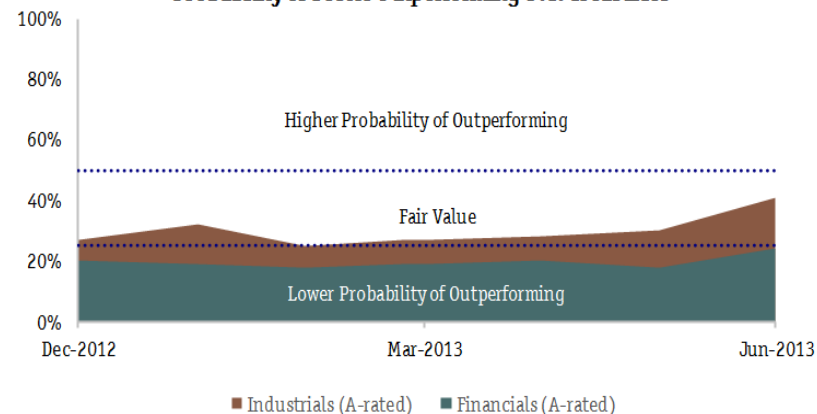 100%
80%
Higher Probability of Outperforming
60%
40%
Fair Value
20%
Lower Probability of Outperforming
0%
Dec-2012 Mar-2013 Jun-2013
Industrials (A-rated) Financials (A-rated)